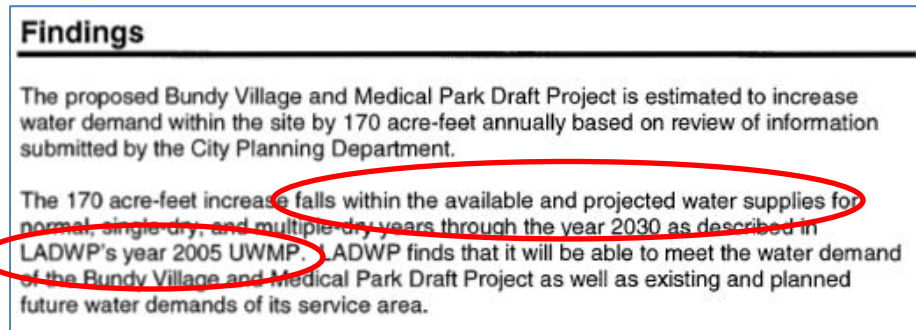 Findings
The proposed Bundy Village and Medical Park Draft Project is estimated to increase
water demand within the site by 170 acre-feet annually based on review of information
submitted by the City Planning Department.
The 170 acre-feet increase falls within the available and projected water supplies for
normal, single-dry, and multiple-dry years through the year 2030 as described in
LADWP's year 2005 UWMP. LADWP finds that it will be able to meet the water demand
of the Bundy Village and Medical Park Draft Project as well as existing and planned
future water demands of its service area.